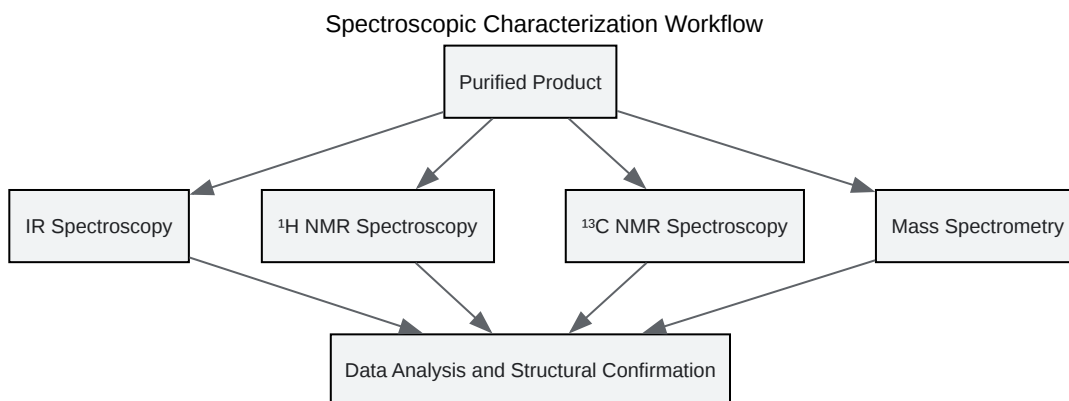 Spectroscopic Characterization Workflow
Purified Product
IR Spectroscopy
¹H NMR Spectroscopy
¹³C NMR Spectroscopy
Mass Spectrometry
Data Analysis and Structural Confirmation